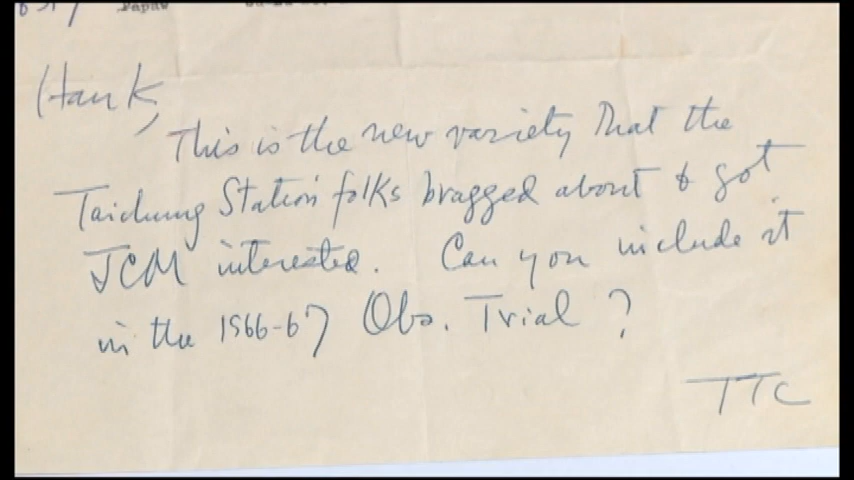 Papaw
Hank,
This is the new variety that the
Taichung Station folks bragged about & got
JCM interested. Can you include it
in the 1966-67 Obs. Trial?
TTC